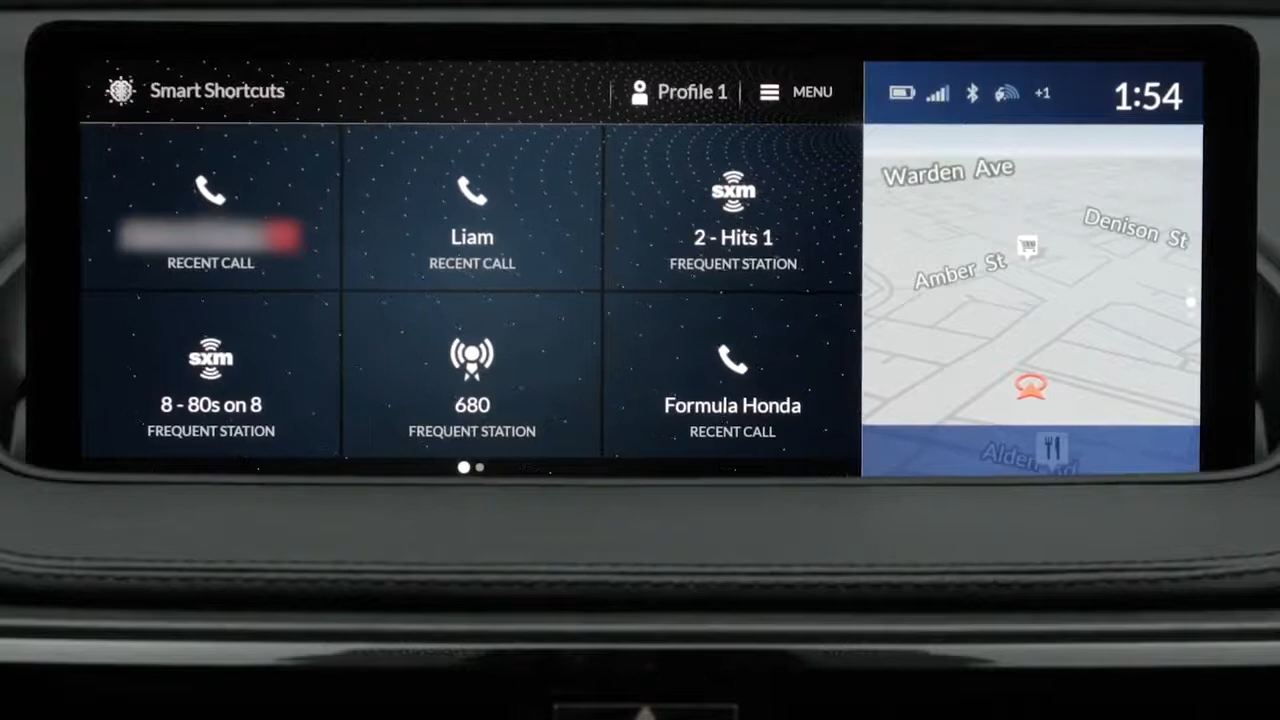 Smart Shortcuts
Profile 1
MENU
+1
1:54
RECENT CALL
Liam
RECENT CALL
sxm
2 - Hits 1
FREQUENT STATION
sxm
8 - 80s on 8
FREQUENT STATION
680
FREQUENT STATION
Formula Honda
RECENT CALL
Warden Ave
Denison St
Amber St